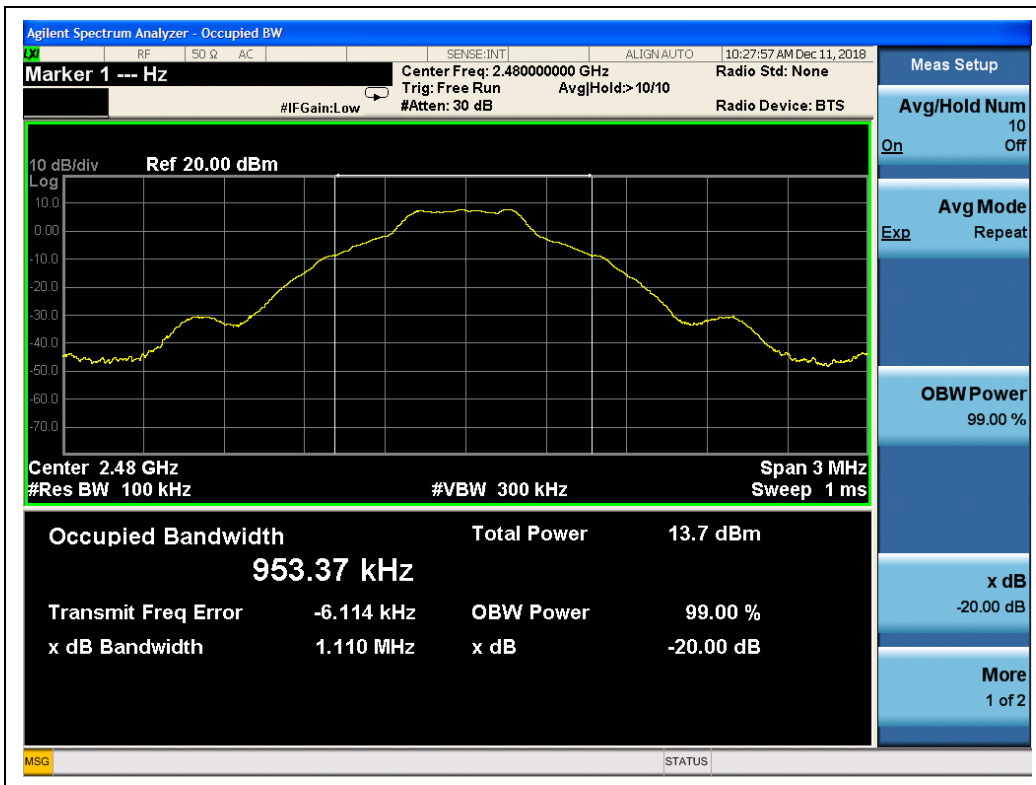 Agilent Spectrum Analyzer - Occupied BW
LXI RF 50 Ω AC SENSE:INT ALIGN AUTO 10:27:57 AM Dec 11, 2018
Marker 1 --- Hz
Center Freq: 2.480000000 GHz
Radio Std: None
Trig: Free Run Avg|Hold:> 10/10
#IFGain:Low #Atten: 30 dB Radio Device: BTS
10 dB/div Ref 20.00 dBm
Log
10.0
0.00
-10.0
-20.0
-30.0
-40.0
-50.0
-60.0
-70.0
Center 2.48 GHz Span 3 MHz
#Res BW 100 kHz #VBW 300 kHz Sweep 1 ms
Occupied Bandwidth Total Power 13.7 dBm
953.37 kHz
Transmit Freq Error -6.114 kHz OBW Power 99.00 %
x dB Bandwidth 1.110 MHz x dB -20.00 dB
Meas Setup
Avg/Hold Num
10
On Off
Avg Mode
Exp Repeat
OBW Power
99.00 %
x dB
-20.00 dB
More
1 of 2
MSG STATUS